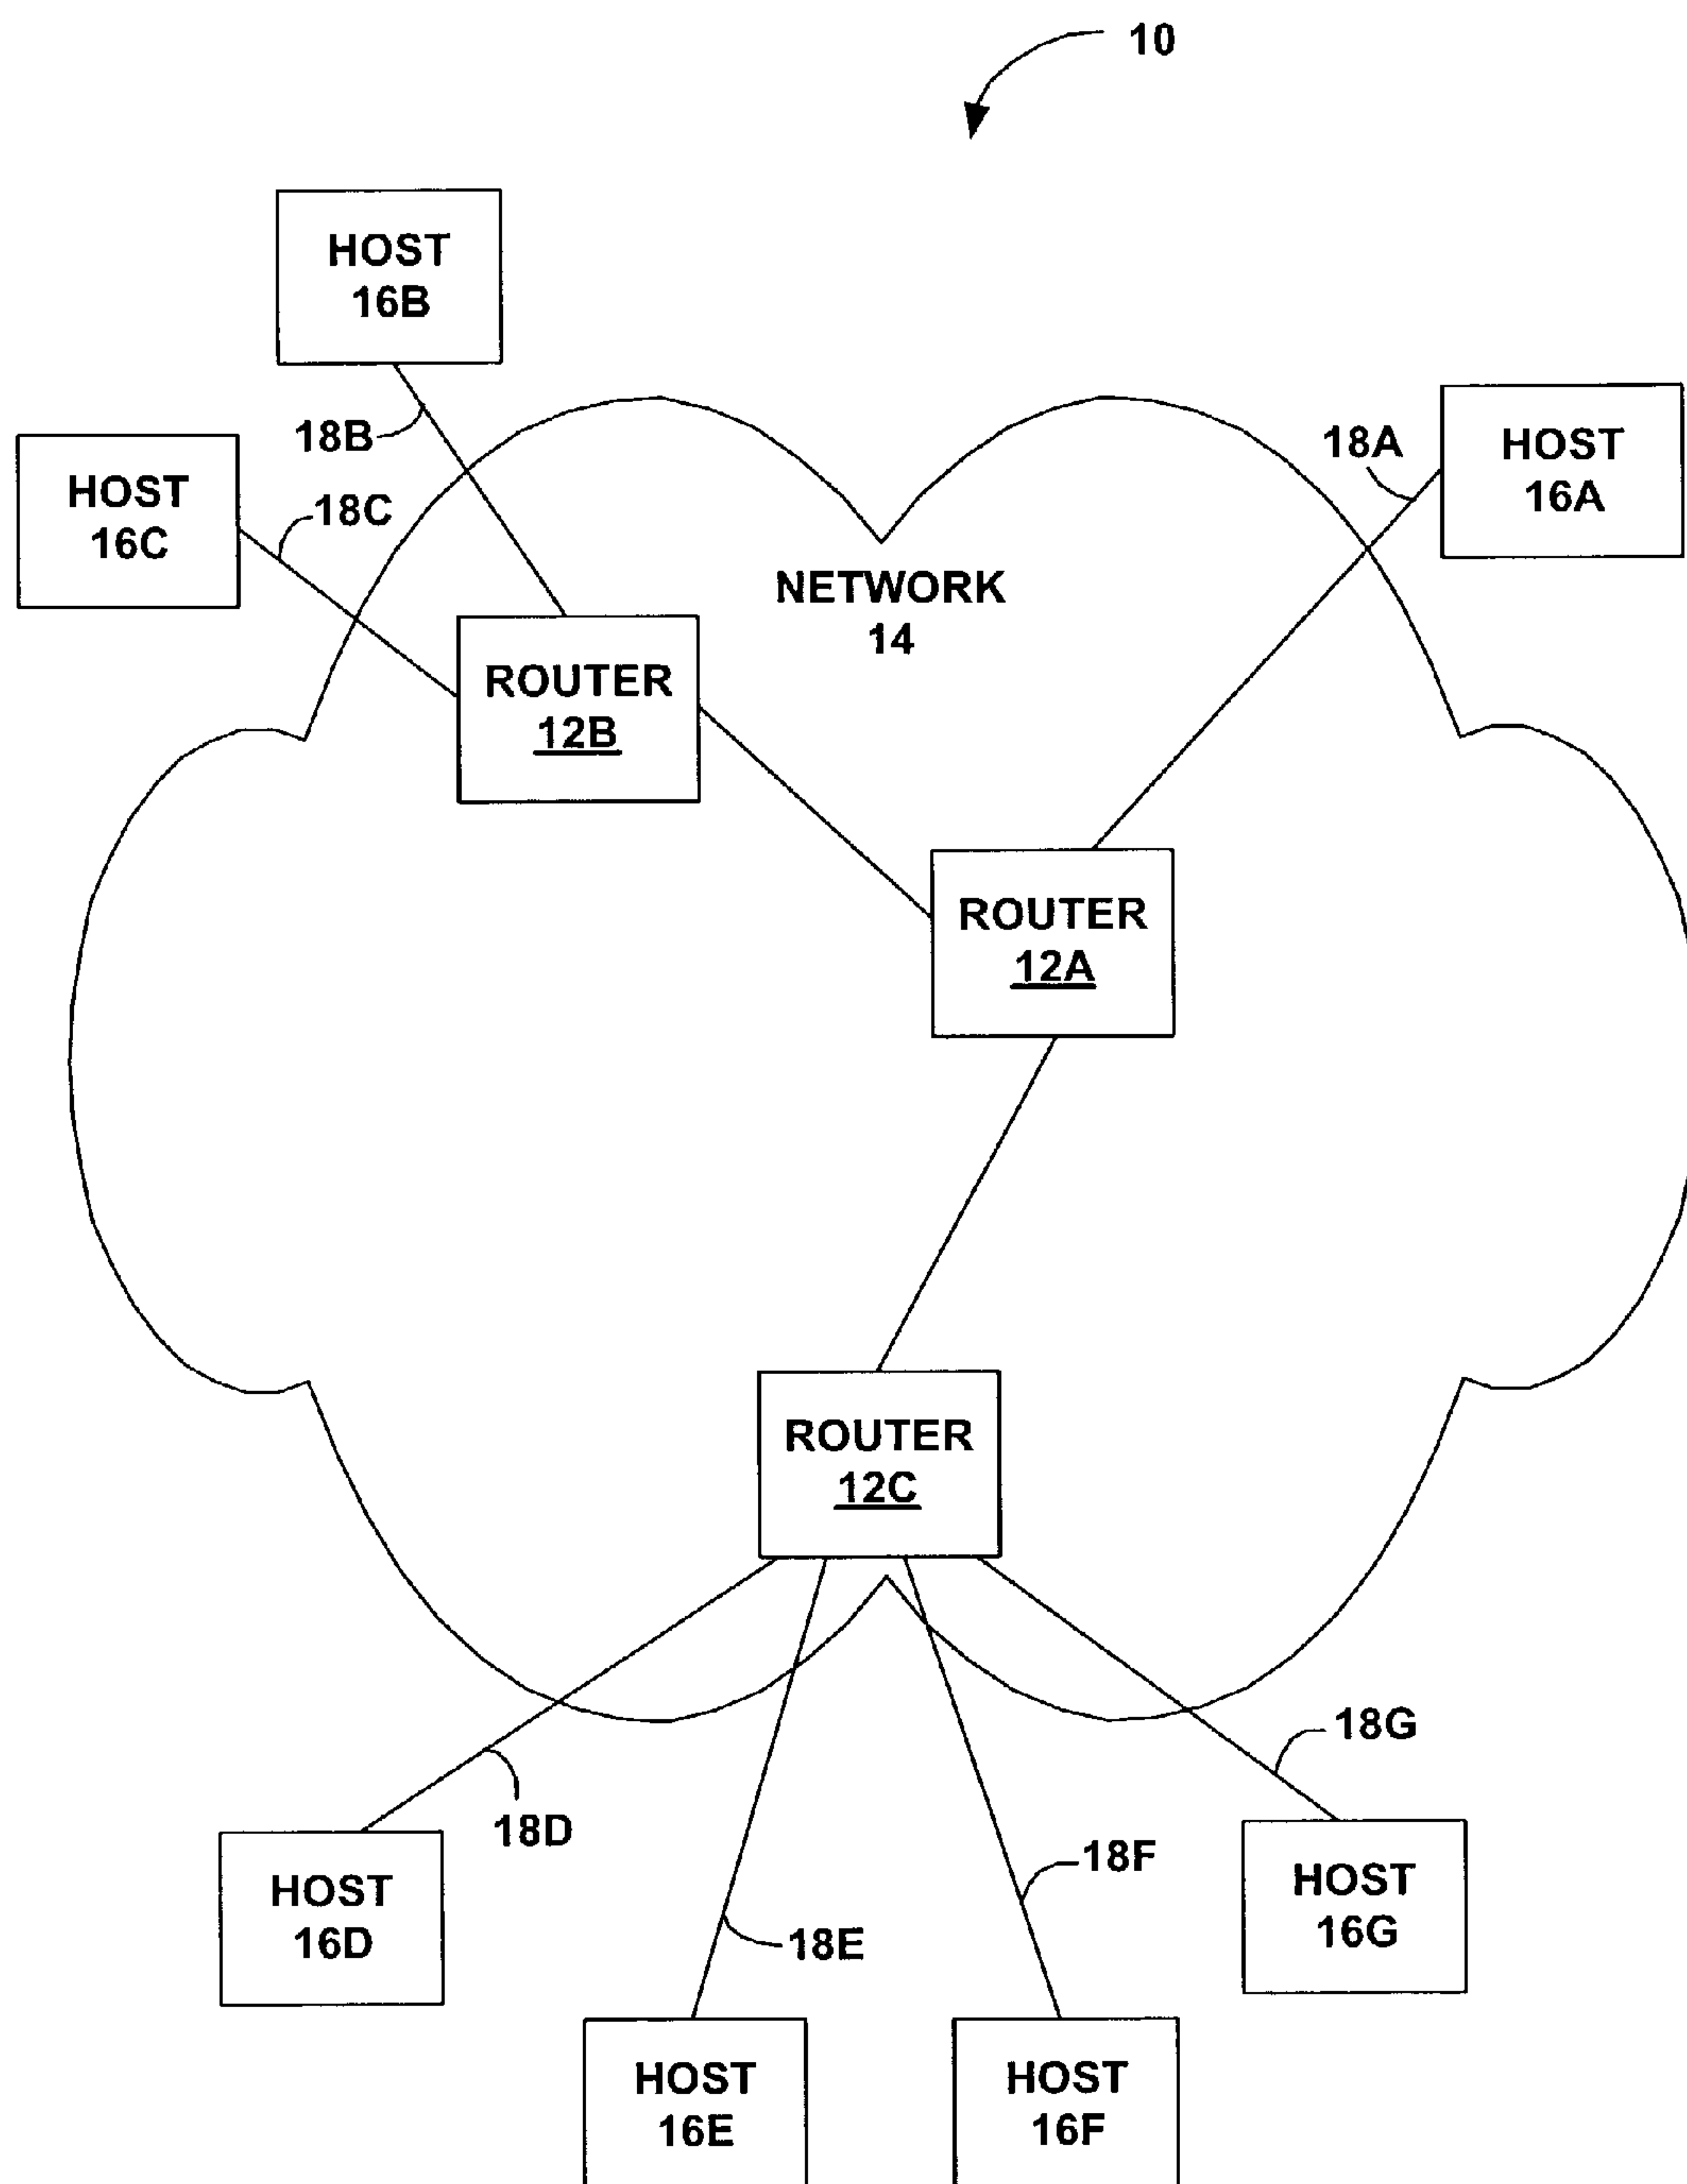 10
HOST
16B
18B
18A
HOST
16A
HOST
16C
18C
NETWORK
14
ROUTER
12B
ROUTER
12A
ROUTER
12C
18G
18D
18F
HOST
16D
HOST
16G
18E
HOST
16E
HOST
16F